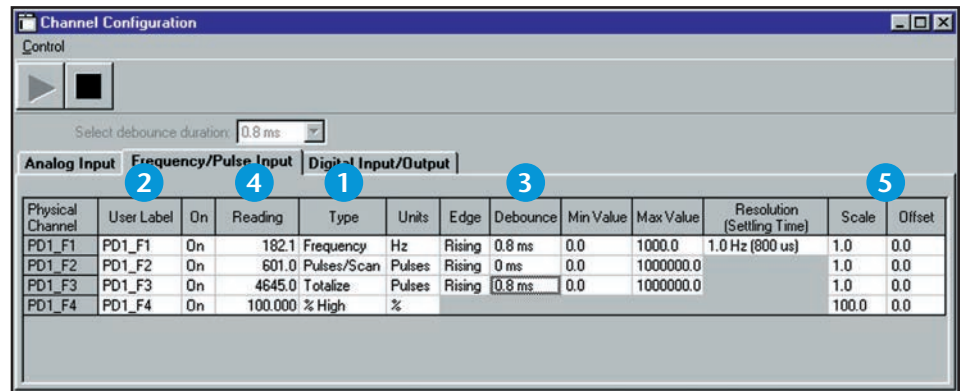 Channel Configuration
Control
Select debounce duration: 0.8 ms
Analog Input Frequency/Pulse Input Digital Input/Output
2 4 1 3 5
Physical Channel User Label On Reading Type Units Edge Debounce Min Value Max Value Resolution (Settling Time) Scale Offset
PD1_F1 PD1_F1 On 182.1 Frequency Hz Rising 0.8 ms 0.0 1000.0 1.0 Hz (800 us) 1.0 0.0
PD1_F2 PD1_F2 On 601.0 Pulses/Scan Pulses Rising 0 ms 0.0 1000000.0 1.0 0.0
PD1_F3 PD1_F3 On 4645.0 Totalize Pulses Rising 0.8 ms 0.0 1000000.0 1.0 0.0
PD1_F4 PD1_F4 On 100.000 % High % 100.0 0.0